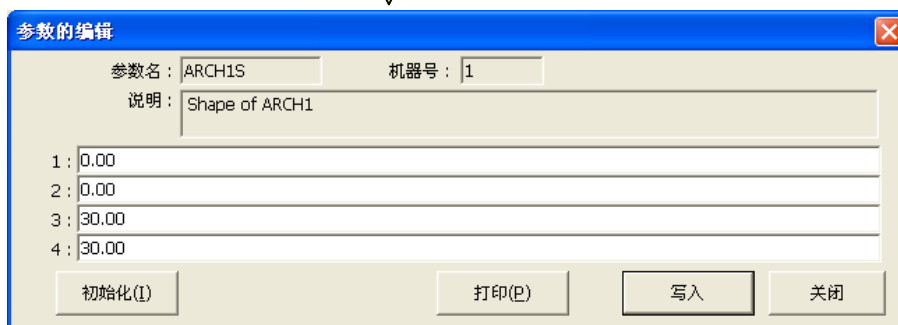 参数的编辑
参数名：ARCH1S 机器号：1
说明：Shape of ARCH1
1：0.00
2：0.00
3：30.00
4：30.00
初始化(I) 打印(P) 写入 关闭